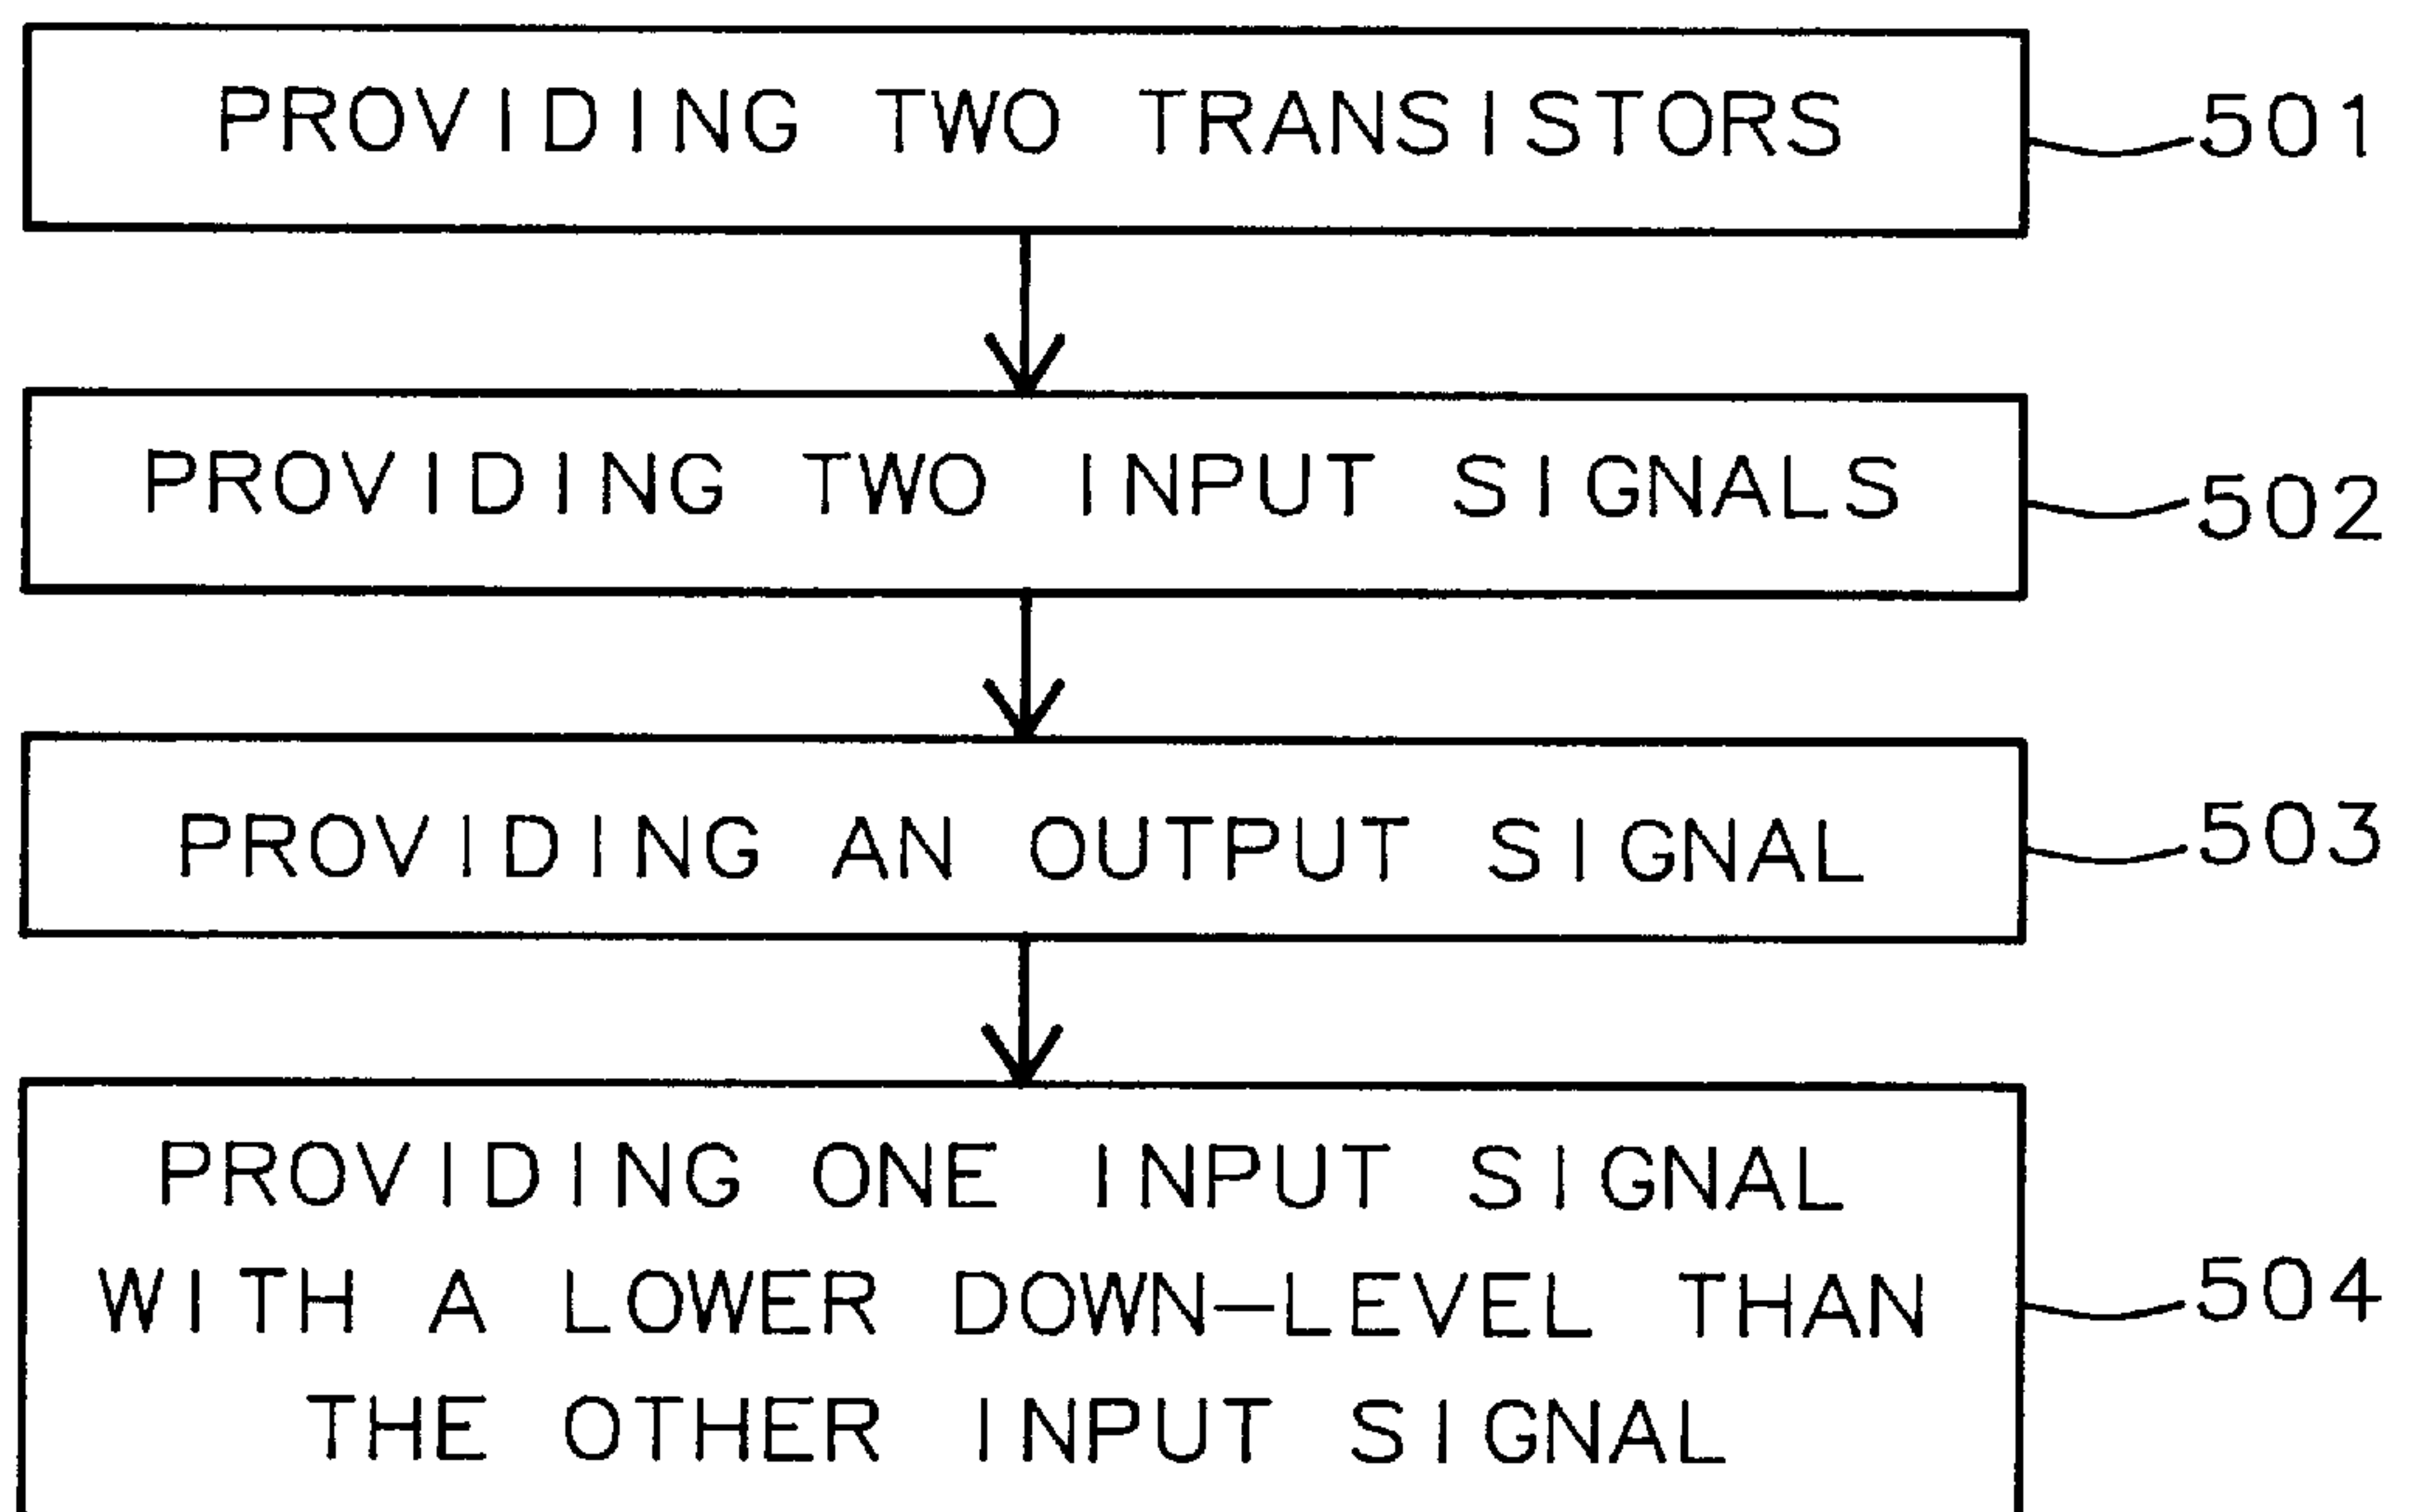 PROVIDING TWO TRANSISTORS
501
PROVIDING TWO INPUT SIGNALS
502
PROVIDING AN OUTPUT SIGNAL
503
PROVIDING ONE INPUT SIGNAL
WITH A LOWER DOWN-LEVEL THAN
504
THE OTHER INPUT SIGNAL